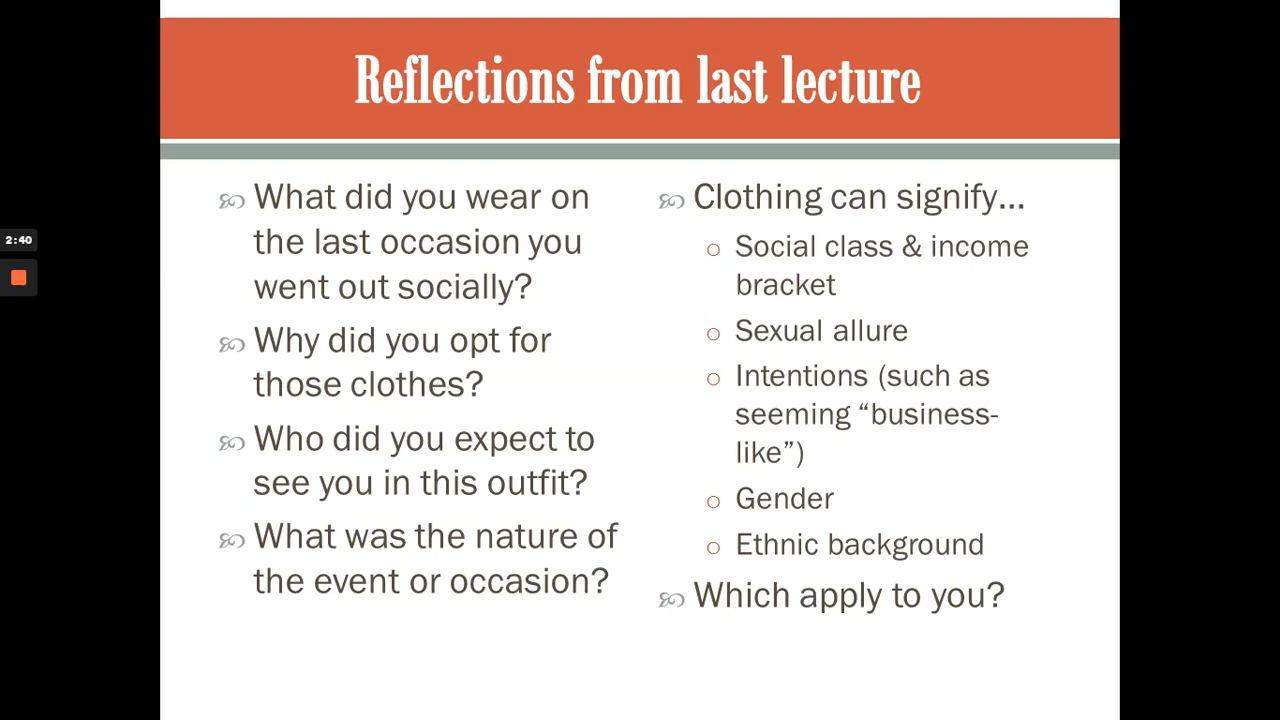 Reflections from last lecture
2:40
What did you wear on
the last occasion you
went out socially?
Why did you opt for
those clothes?
Who did you expect to
see you in this outfit?
What was the nature of
the event or occasion?
Clothing can signify...
Social class & income
bracket
Sexual allure
Intentions (such as
seeming “business-
like”)
Gender
Ethnic background
Which apply to you?